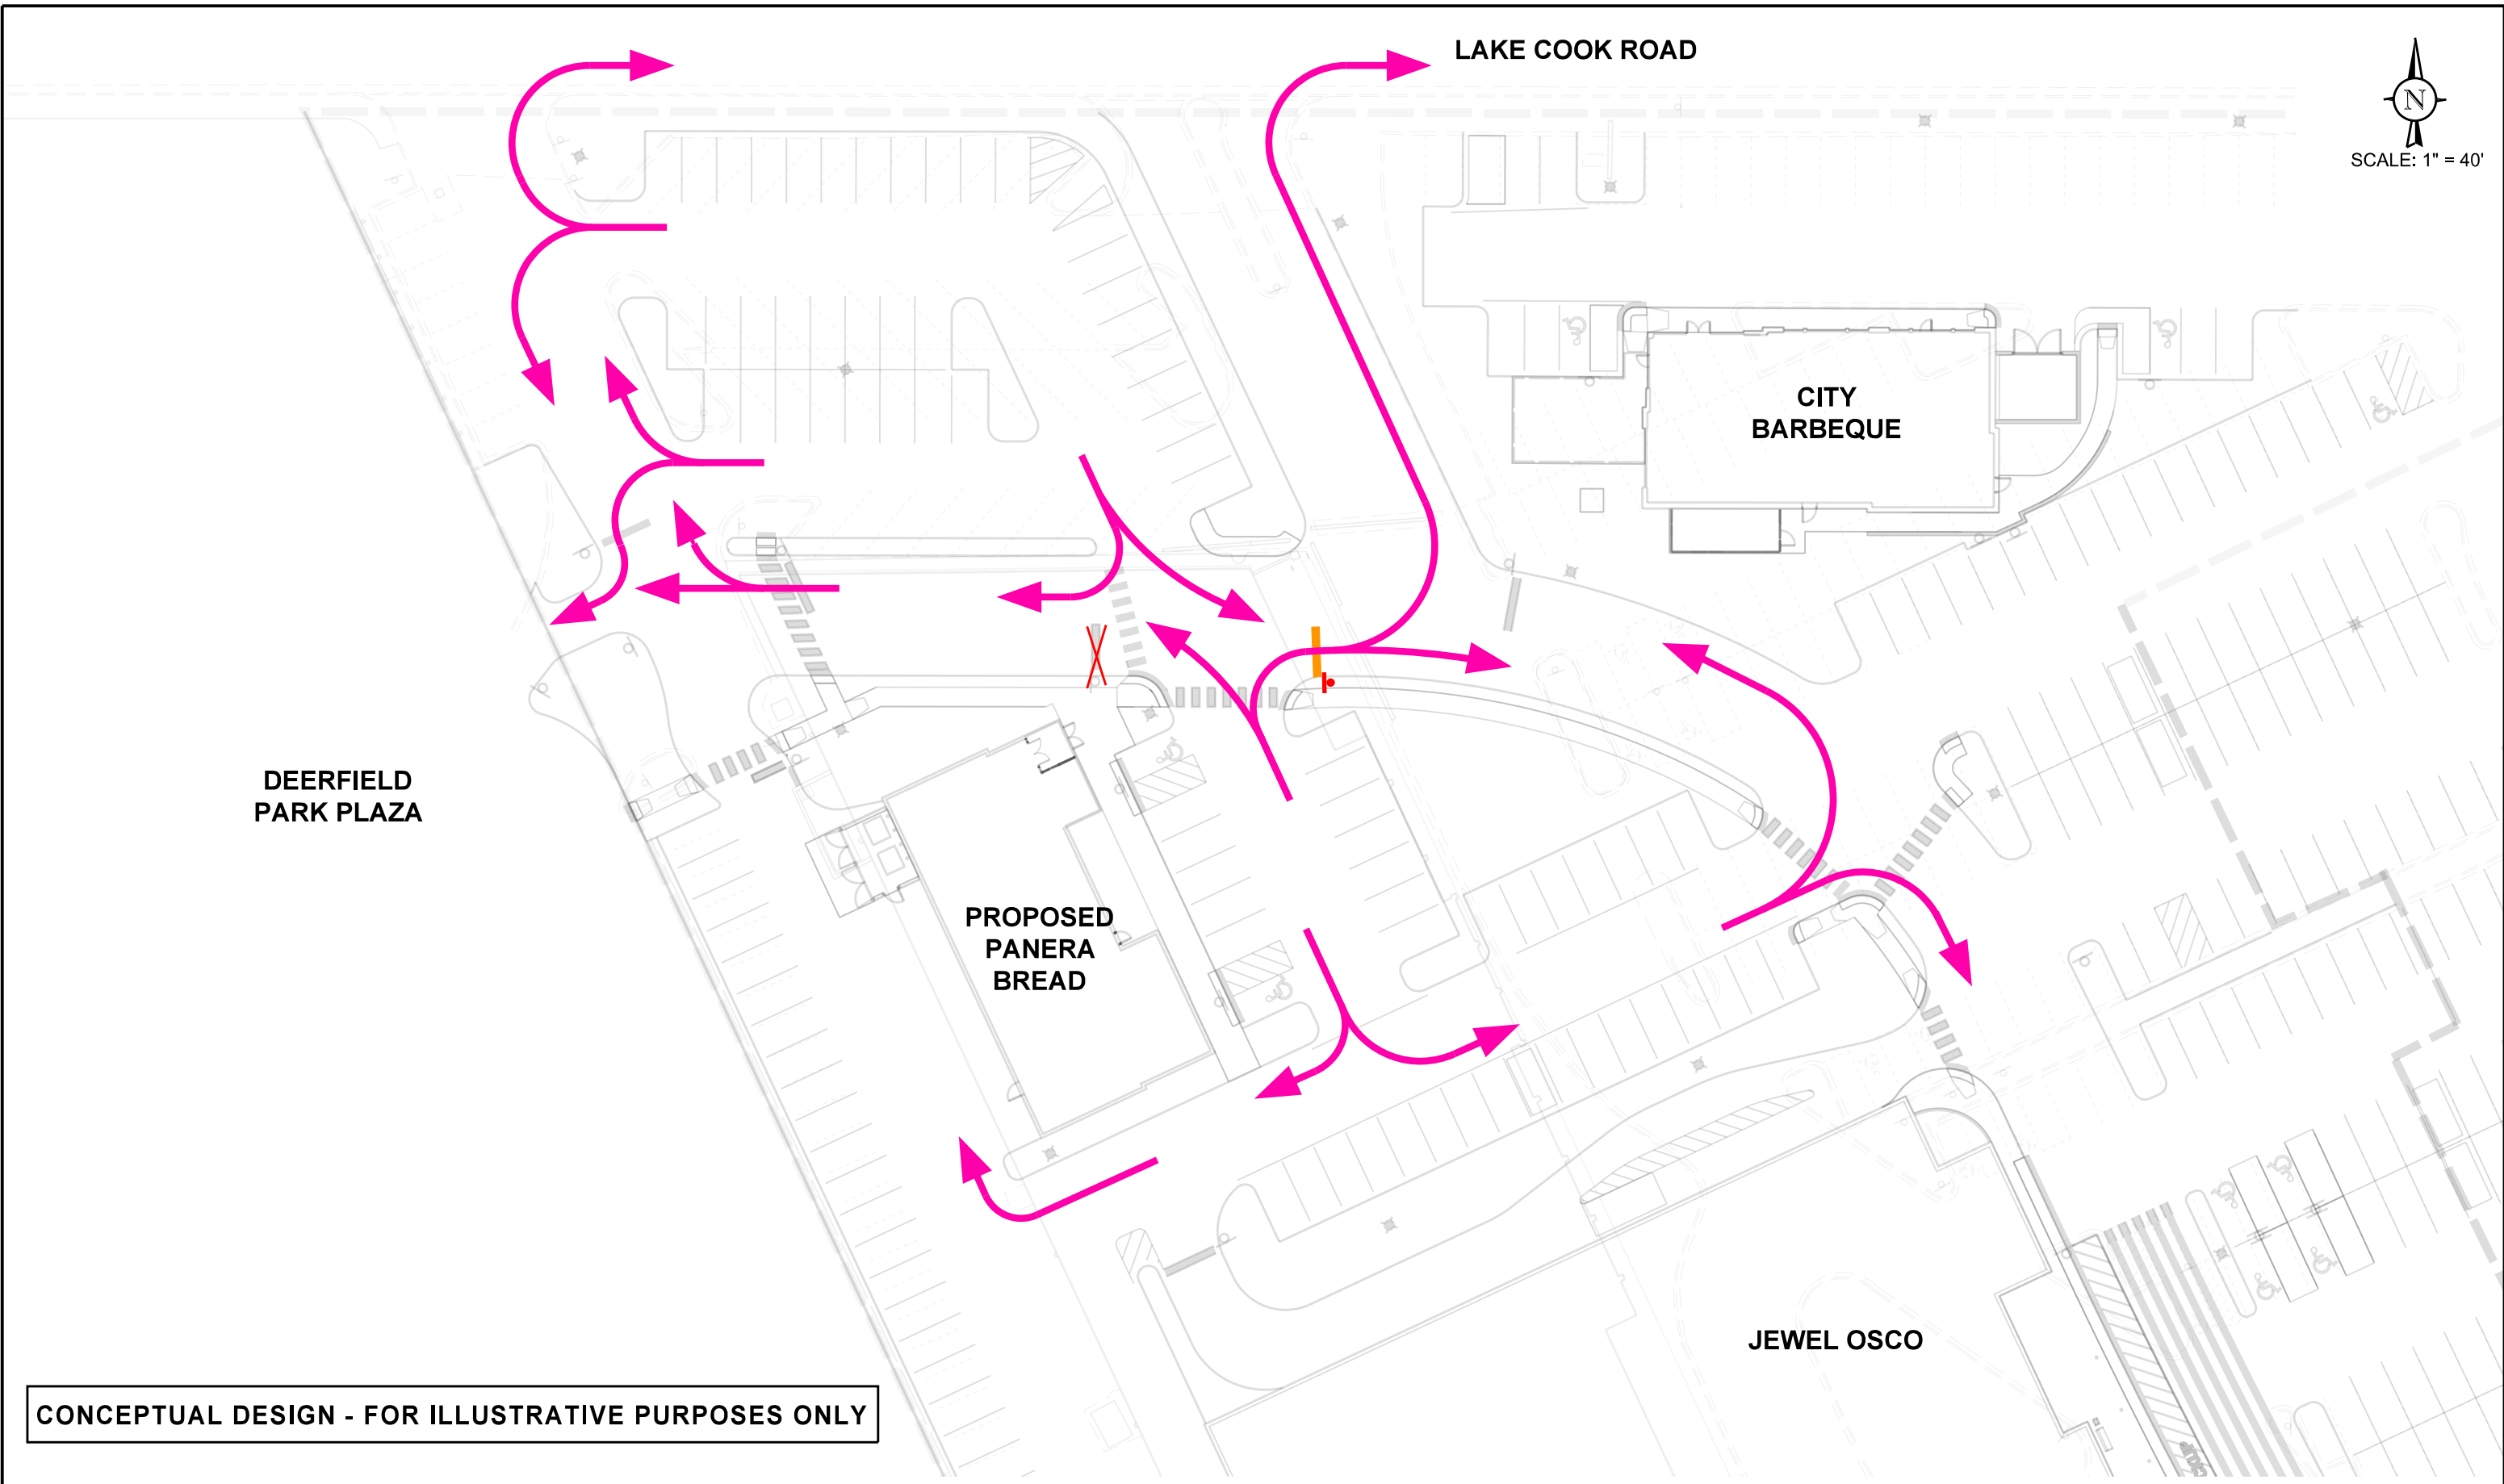 LAKE COOK ROAD
N
SCALE: 1" = 40'
CITY
BARBEQUE
DEERFIELD
PARK PLAZA
PROPOSED
PANERA
BREAD
JEWEL OSCO
CONCEPTUAL DESIGN - FOR ILLUSTRATIVE PURPOSES ONLY